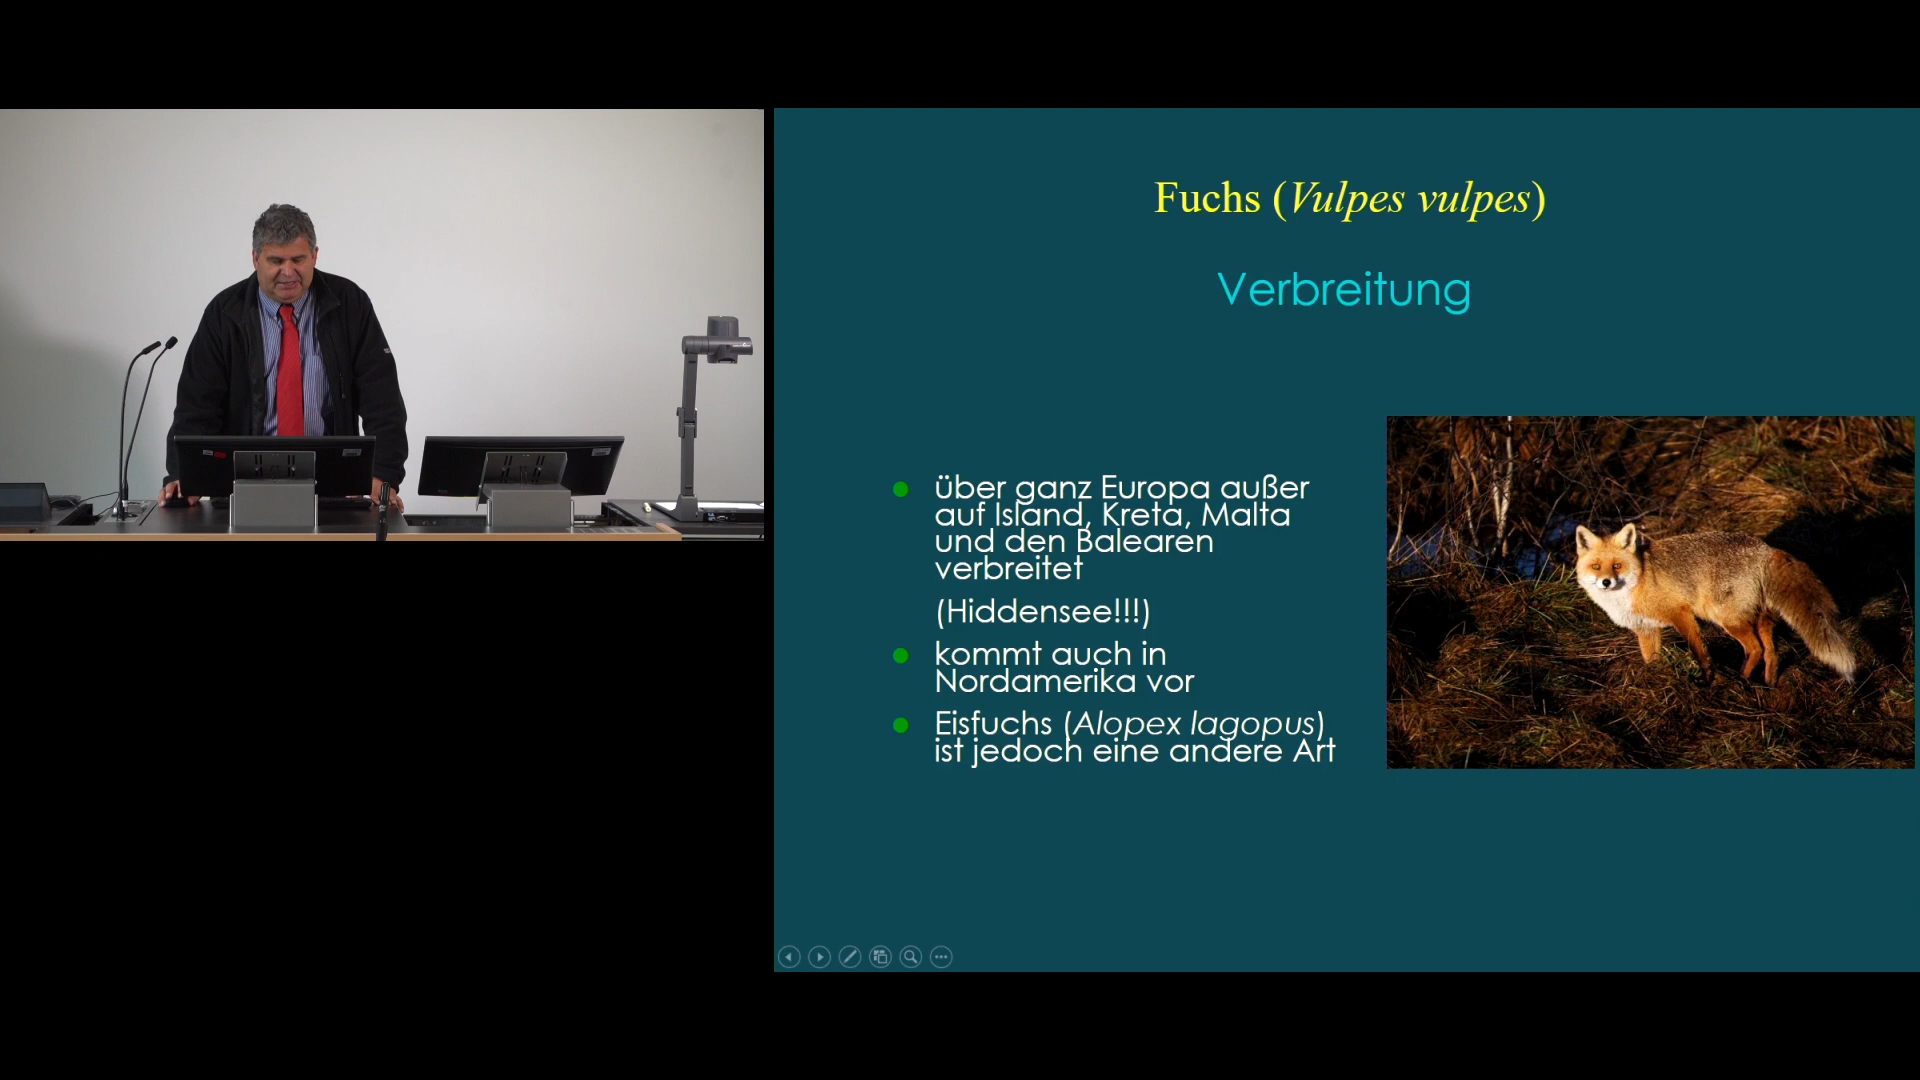 Fuchs (Vulpes vulpes)
Verbreitung
über ganz Europa außer
auf Island, Kreta, Malta
und den Balearen
verbreitet
(Hiddensee!!!)
kommt auch in
Nordamerika vor
Eisfuchs (Alopex lagopus)
ist jedoch eine andere Art